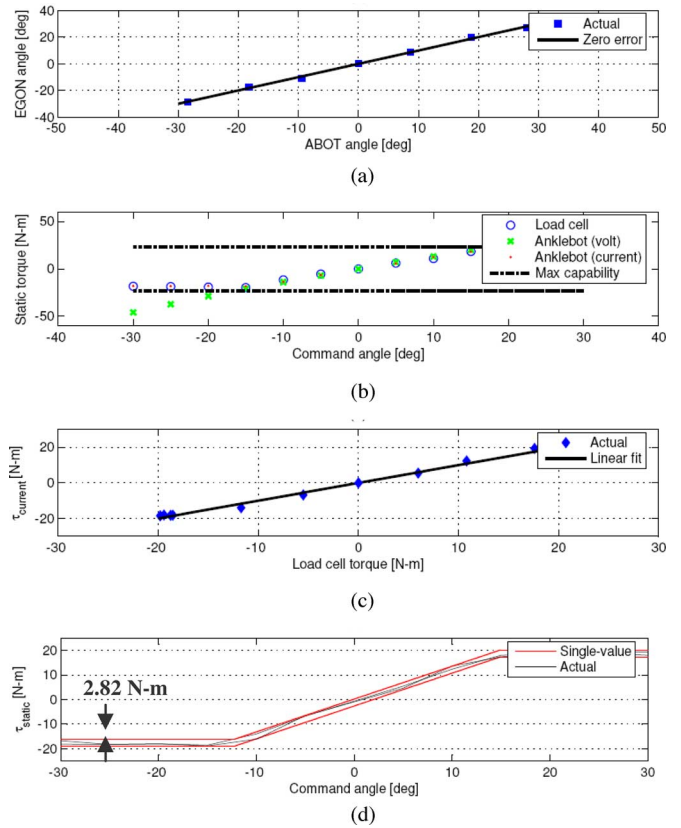 40
20
0
-20
-40
EGON angle [deg]
Actual
Zero error
-50 -40 -30 -20 -10 0 10 20 30 40 50
ABOT angle [deg]
(a)
50
0
-50
Static torque [N-m]
Load cell
Anklebot (volt)
Anklebot (current)
Max capability
-40 -30 -20 -10 0 10 20 30 40
Command angle [deg]
(b)
20
0
-20
τcurrent [N-m]
Actual
Linear fit
-30 -20 -10 0 10 20 30
Load cell torque [N-m]
(c)
20
10
0
-10
-20
τstatic [N-m]
2.82 N-m
Single-value
Actual
-30 -20 -10 0 10 20 30
Command angle [deg]
(d)